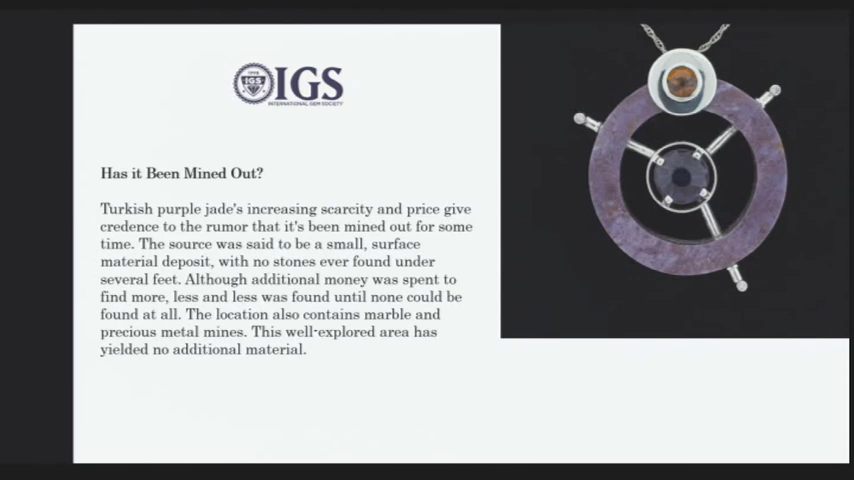 IGS
IGS
INTERNATIONAL GEM SOCIETY
Has it Been Mined Out?
Turkish purple jade's increasing scarcity and price give
credence to the rumor that it's been mined out for some
time. The source was said to be a small, surface
material deposit, with no stones ever found under
several feet. Although additional money was spent to
find more, less and less was found until none could be
found at all. The location also contains marble and
precious metal mines. This well-explored area has
yielded no additional material.